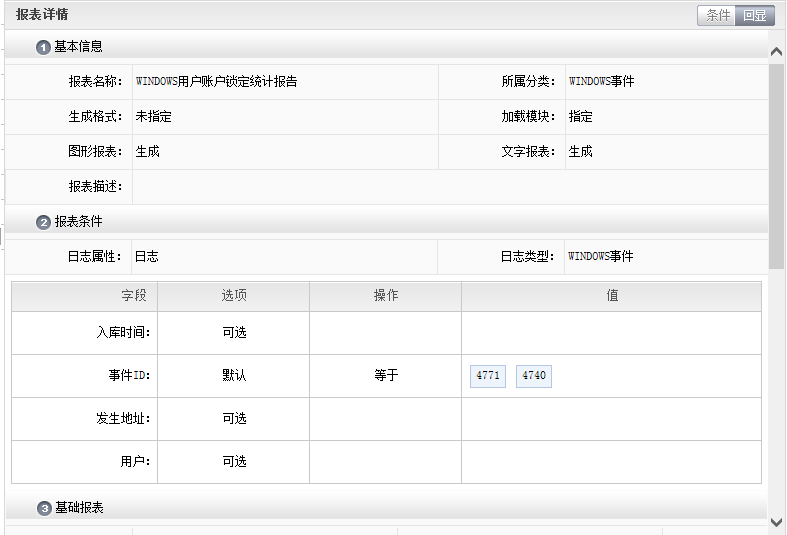 报表详情 条件 回显
1 基本信息
报表名称: WINDOWS用户账户锁定统计报告 所属分类: WINDOWS事件
生成格式: 未指定 加载模块: 指定
图形报表: 生成 文字报表: 生成
报表描述:
2 报表条件
日志属性: 日志 日志类型: WINDOWS事件
字段 选项 操作 值
入库时间: 可选
事件ID: 默认 等于 4771 4740
发生地址: 可选
用户: 可选
3 基础报表